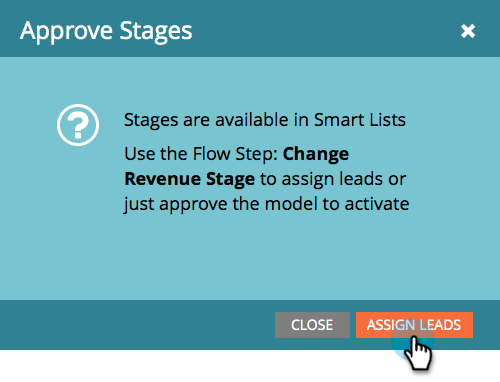 Approve Stages
Stages are available in Smart Lists
Use the Flow Step: Change
Revenue Stage to assign leads or
just approve the model to activate
CLOSE ASSIGN LEADS